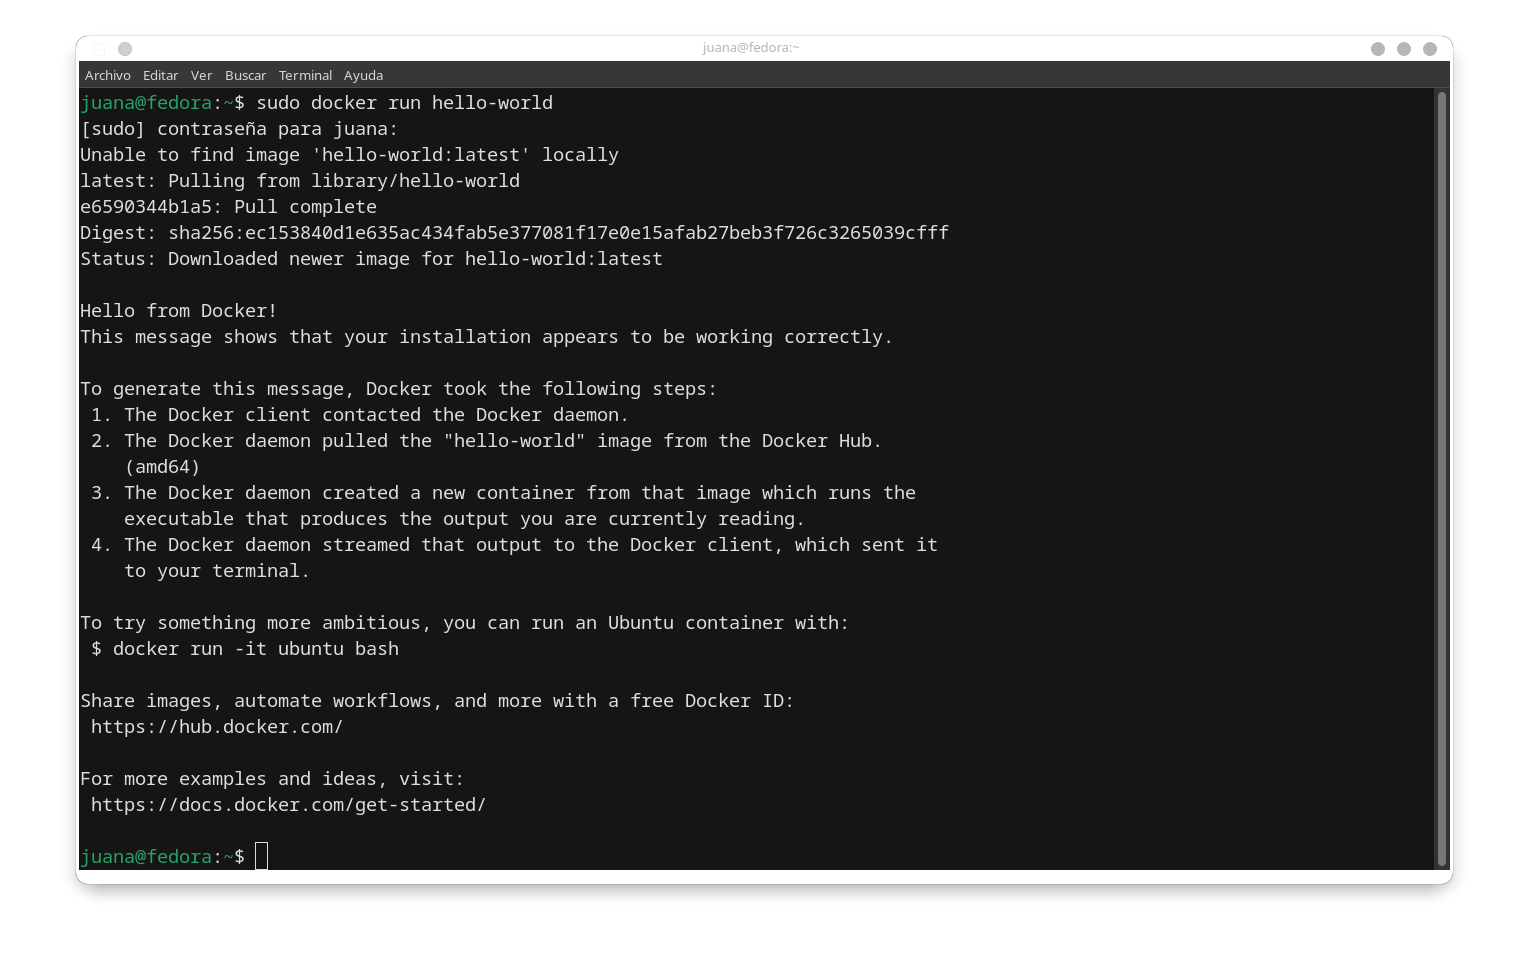 juana@fedora:~
Archivo Editar Ver Buscar Terminal Ayuda
juana@fedora:~$ sudo docker run hello-world
[sudo] contraseña para juana:
Unable to find image 'hello-world:latest' locally
latest: Pulling from library/hello-world
e6590344b1a5: Pull complete
Digest: sha256:ec153840d1e635ac434fab5e377081f17e0e15afab27beb3f726c3265039cfff
Status: Downloaded newer image for hello-world:latest

Hello from Docker!
This message shows that your installation appears to be working correctly.

To generate this message, Docker took the following steps:
 1. The Docker client contacted the Docker daemon.
 2. The Docker daemon pulled the "hello-world" image from the Docker Hub.
    (amd64)
 3. The Docker daemon created a new container from that image which runs the
    executable that produces the output you are currently reading.
 4. The Docker daemon streamed that output to the Docker client, which sent it
    to your terminal.

To try something more ambitious, you can run an Ubuntu container with:
 $ docker run -it ubuntu bash

Share images, automate workflows, and more with a free Docker ID:
 https://hub.docker.com/

For more examples and ideas, visit:
 https://docs.docker.com/get-started/

juana@fedora:~$